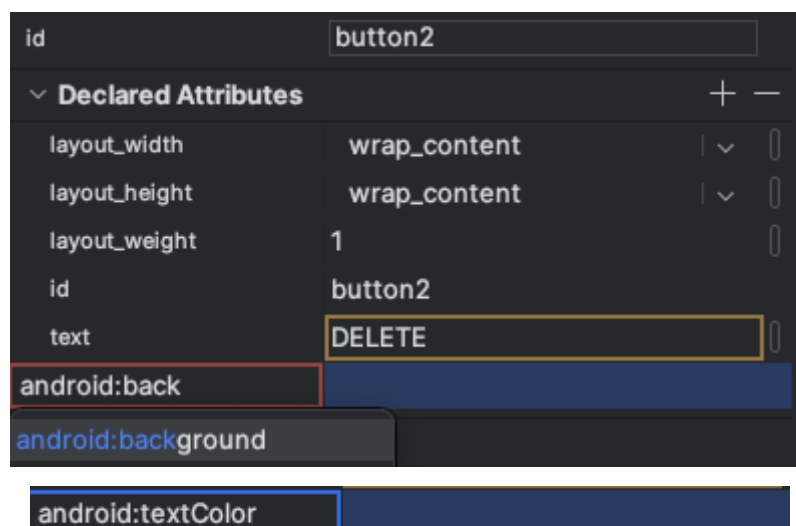 id button2
Declared Attributes
layout_width wrap_content
layout_height wrap_content
layout_weight 1
id button2
text DELETE
android:back
android:background
android:textColor